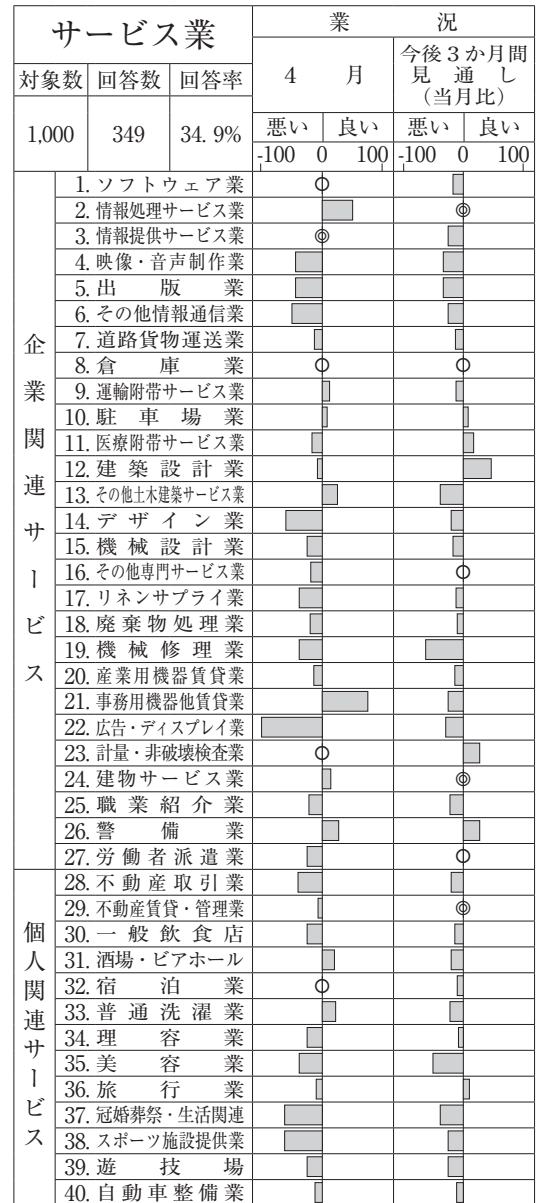 サービス業
業況
4月
今後3か月間
見通し
(当月比)
対象数 回答数 回答率
1,000 349 34.9%
悪い 良い 悪い 良い
-100 0 100 -100 0 100
企業関連サービス
1. ソフトウェア業
2. 情報処理サービス業
3. 情報提供サービス業
4. 映像・音声制作業
5. 出版業
6. その他情報通信業
7. 道路貨物運送業
8. 倉庫業
9. 運輸附帯サービス業
10. 駐車場業
11. 医療附帯サービス業
12. 建築設計業
13. その他土木建築サービス業
14. デザイン業
15. 機械設計業
16. その他専門サービス業
17. リネンサプライ業
18. 廃棄物処理業
19. 機械修理業
20. 産業用機器賃貸業
21. 事務用機器他賃貸業
22. 広告・ディスプレイ業
23. 計量・非破壊検査業
24. 建物サービス業
25. 職業紹介業
26. 警備業
27. 労働者派遣業
個人関連サービス
28. 不動産取引業
29. 不動産賃貸・管理業
30. 一般飲食店
31. 酒場・ビアホール
32. 宿泊業
33. 普通洗濯業
34. 理容業
35. 美容業
36. 旅行業
37. 冠婚葬祭・生活関連
38. スポーツ施設提供業
39. 遊技場
40. 自動車整備業